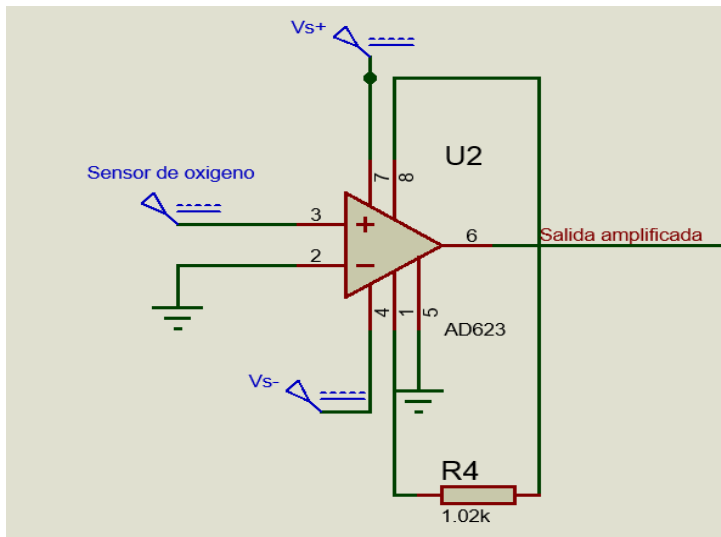 Vs+
U2
7
8
Sensor de oxigeno
3
+
6
Salida amplificada
2
−
4
1
5
AD623
Vs-
R4
1.02k